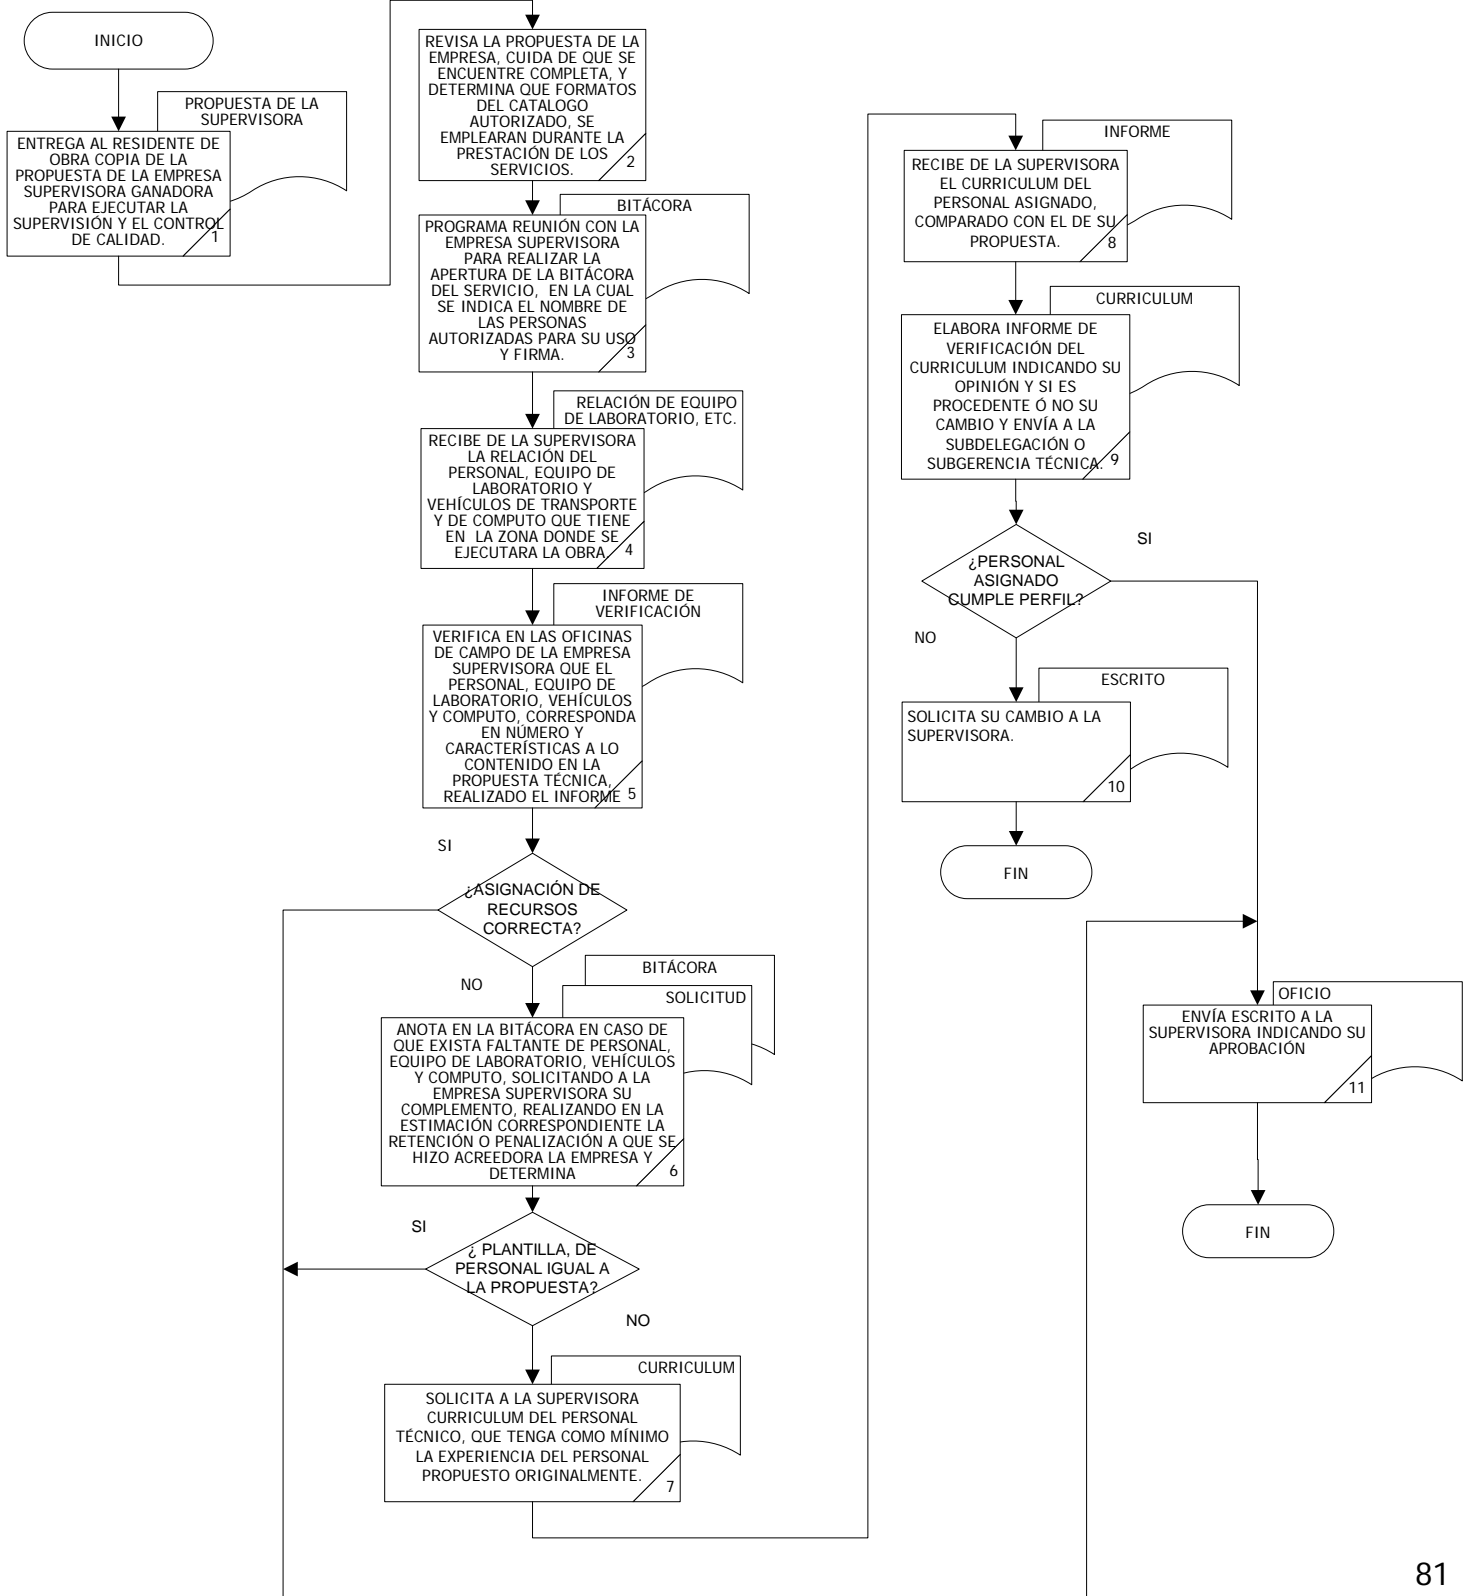 INICIO
PROPUESTA DE LA
SUPERVISORA
ENTREGA AL RESIDENTE DE
OBRA COPIA DE LA
PROPUESTA DE LA EMPRESA
SUPERVISORA GANADORA
PARA EJECUTAR LA
SUPERVISIÓN Y EL CONTROL
DE CALIDAD.
1
REVISA LA PROPUESTA DE LA
EMPRESA, CUIDA DE QUE SE
ENCUENTRE COMPLETA, Y
DETERMINA QUE FORMATOS
DEL CATALOGO
AUTORIZADO, SE
EMPLEARAN DURANTE LA
PRESTACIÓN DE LOS
SERVICIOS.
2
BITÁCORA
PROGRAMA REUNIÓN CON LA
EMPRESA SUPERVISORA
PARA REALIZAR LA
APERTURA DE LA BITÁCORA
DEL SERVICIO, EN LA CUAL
SE INDICA EL NOMBRE DE
LAS PERSONAS
AUTORIZADAS PARA SU USO
Y FIRMA.
3
RELACIÓN DE EQUIPO
DE LABORATORIO, ETC.
RECIBE DE LA SUPERVISORA
LA RELACIÓN DEL
PERSONAL, EQUIPO DE
LABORATORIO Y
VEHÍCULOS DE TRANSPORTE
Y DE COMPUTO QUE TIENE
EN LA ZONA DONDE SE
EJECUTARA LA OBRA.
4
INFORME DE
VERIFICACIÓN
VERIFICA EN LAS OFICINAS
DE CAMPO DE LA EMPRESA
SUPERVISORA QUE EL
PERSONAL, EQUIPO DE
LABORATORIO, VEHÍCULOS
Y COMPUTO, CORRESPONDA
EN NÚMERO Y
CARACTERÍSTICAS A LO
CONTENIDO EN LA
PROPUESTA TÉCNICA,
REALIZADO EL INFORME
5
SI
¿ASIGNACIÓN DE
RECURSOS
CORRECTA?
NO
BITÁCORA
SOLICITUD
ANOTA EN LA BITÁCORA EN CASO DE
QUE EXISTA FALTANTE DE PERSONAL,
EQUIPO DE LABORATORIO, VEHÍCULOS
Y COMPUTO, SOLICITANDO A LA
EMPRESA SUPERVISORA SU
COMPLEMENTO, REALIZANDO EN LA
ESTIMACIÓN CORRESPONDIENTE LA
RETENCIÓN O PENALIZACIÓN A QUE SE
HIZO ACREEDORA LA EMPRESA Y
DETERMINA
6
SI
¿ PLANTILLA, DE
PERSONAL IGUAL A
LA PROPUESTA?
NO
CURRICULUM
SOLICITA A LA SUPERVISORA
CURRICULUM DEL PERSONAL
TÉCNICO, QUE TENGA COMO MÍNIMO
LA EXPERIENCIA DEL PERSONAL
PROPUESTO ORIGINALMENTE.
7
INFORME
RECIBE DE LA SUPERVISORA
EL CURRICULUM DEL
PERSONAL ASIGNADO,
COMPARADO CON EL DE SU
PROPUESTA.
8
CURRICULUM
ELABORA INFORME DE
VERIFICACIÓN DEL
CURRICULUM INDICANDO SU
OPINIÓN Y SI ES
PROCEDENTE Ó NO SU
CAMBIO Y ENVÍA A LA
SUBDELEGACIÓN O
SUBGERENCIA TÉCNICA.
9
SI
¿PERSONAL
ASIGNADO
CUMPLE PERFIL?
NO
ESCRITO
SOLICITA SU CAMBIO A LA
SUPERVISORA.
10
FIN
OFICIO
ENVÍA ESCRITO A LA
SUPERVISORA INDICANDO SU
APROBACIÓN
11
FIN
81